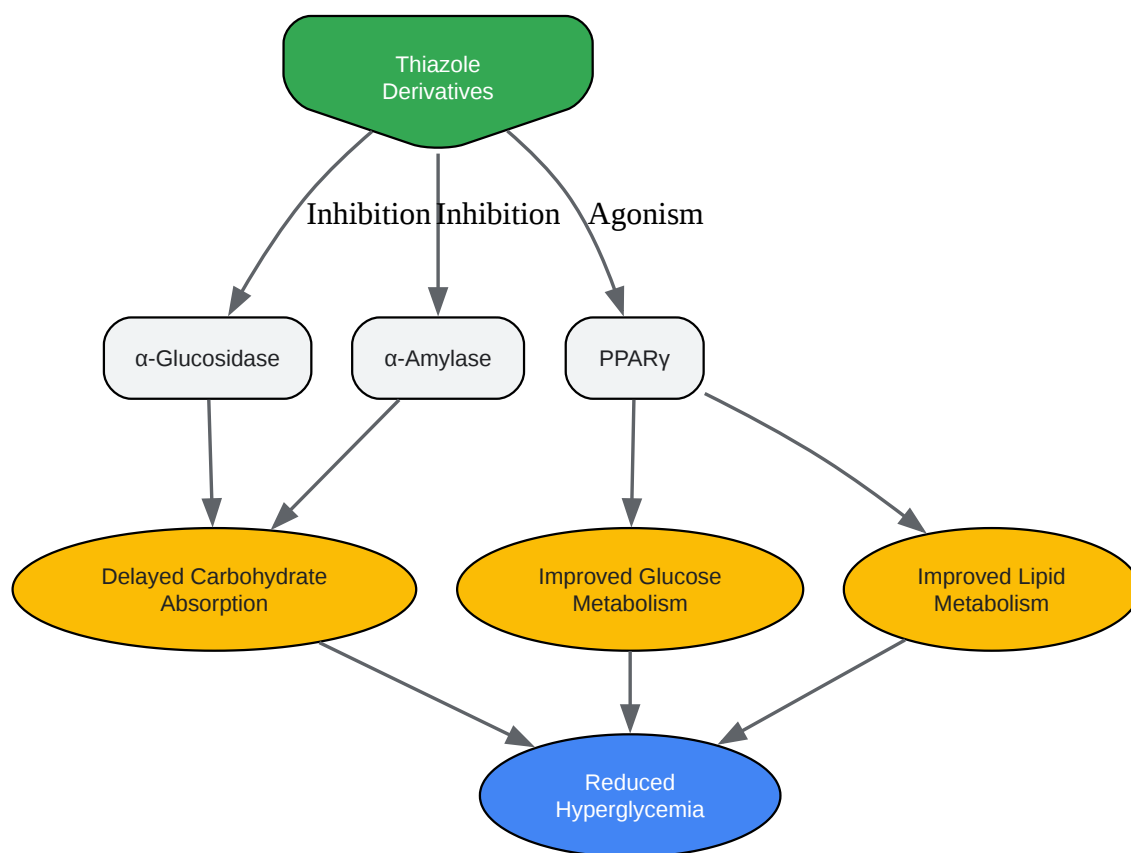 Thiazole
Derivatives
Inhibition
Inhibition
Agonism
α-Glucosidase
α-Amylase
PPARγ
Delayed Carbohydrate
Absorption
Improved Glucose
Metabolism
Improved Lipid
Metabolism
Reduced
Hyperglycemia